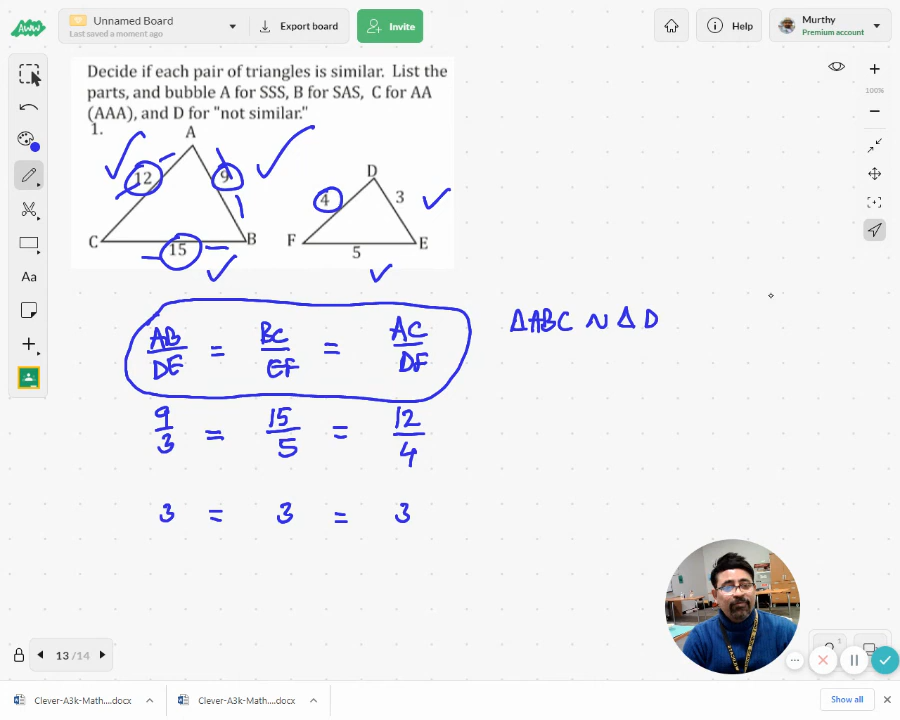 AWW
Unnamed Board
Last saved a moment ago
Export board
Invite
Help
Murthy
Premium account
Decide if each pair of triangles is similar. List the
parts, and bubble A for SSS, B for SAS, C for AA
(AAA), and D for "not similar."
1.
A
12
9
C
B
15
D
4
3
F
E
5
100%
Aa
AB/DE = BC/EF = AC/DF
ΔABC ~ Δ D
9/3 = 15/5 = 12/4
3 = 3 = 3
13 /14
Clever-A3k-Math....docx
Clever-A3k-Math....docx
Show all